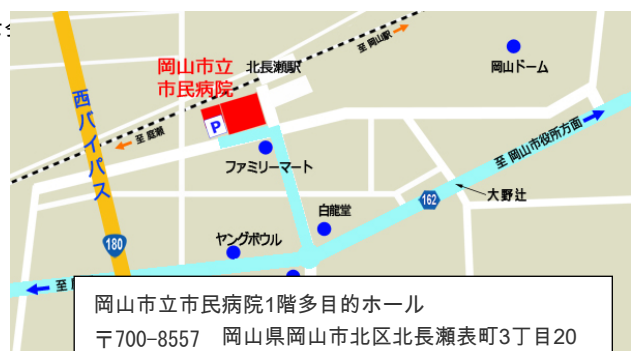 至 岡山駅
岡山市立
市民病院
北長瀬駅
岡山ドーム
P
西バイパス
至 庭瀬
ファミリーマート
至 岡山市役所方面
大野辻
162
白龍堂
ヤングボウル
180
至
岡山市立市民病院1階多目的ホール
〒700-8557 岡山県岡山市北区北長瀬表町3丁目20